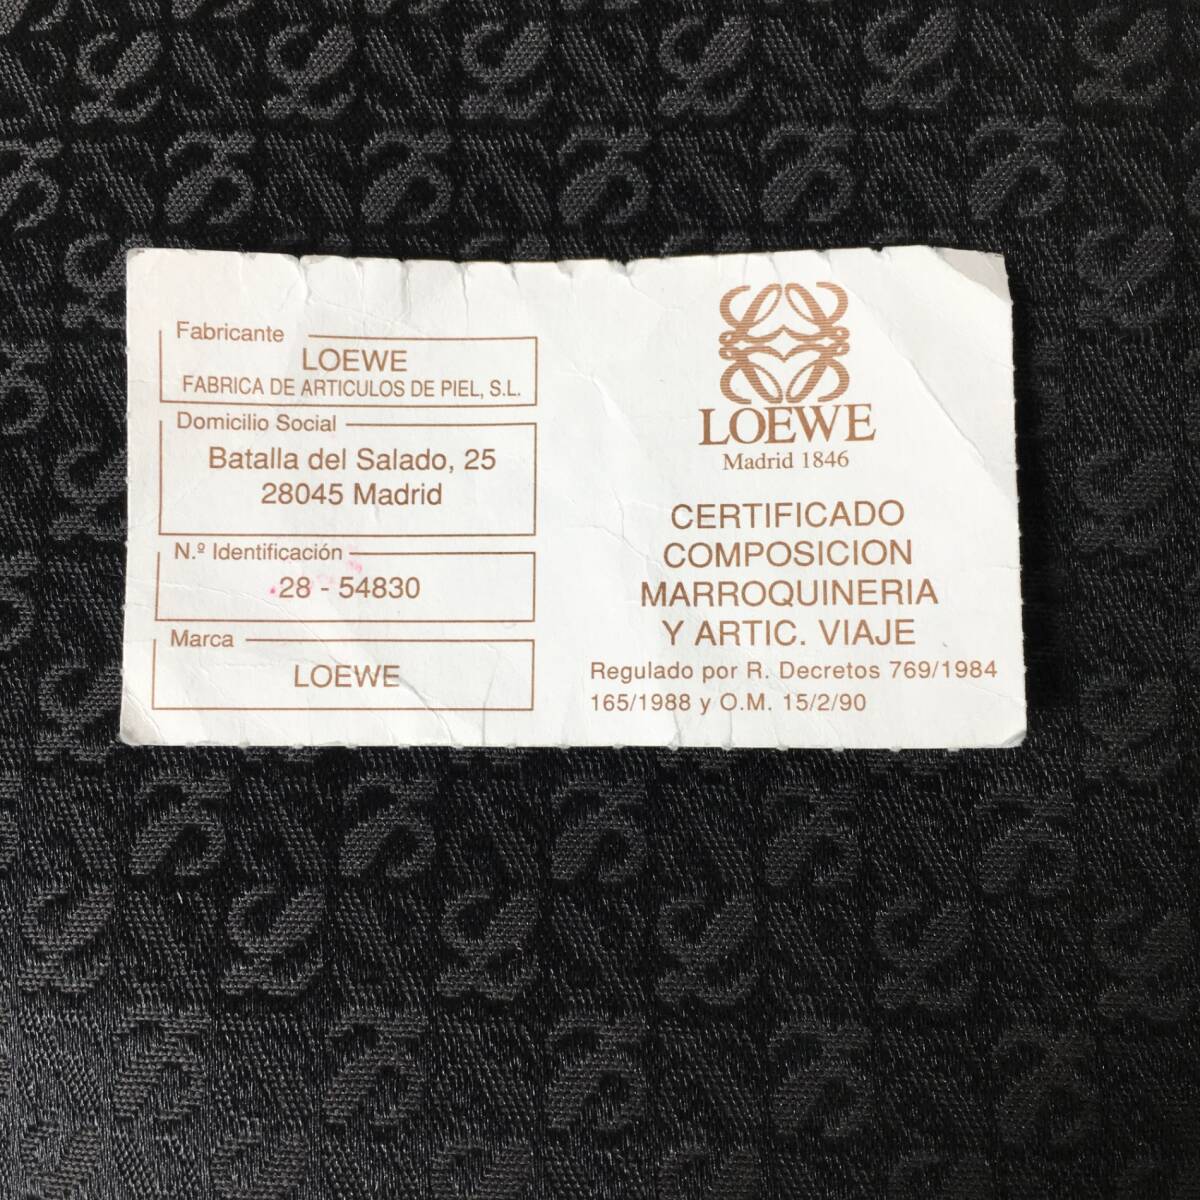 Fabricante
LOEWE
FABRICA DE ARTICULOS DE PIEL, S.L.
Domicilio Social
Batalla del Salado, 25
28045 Madrid
N.º Identificación
28 - 54830
Marca
LOEWE
LOEWE
Madrid 1846
CERTIFICADO
COMPOSICION
MARROQUINERIA
Y ARTIC. VIAJE
Regulado por R. Decretos 769/1984
165/1988 y O.M. 15/2/90